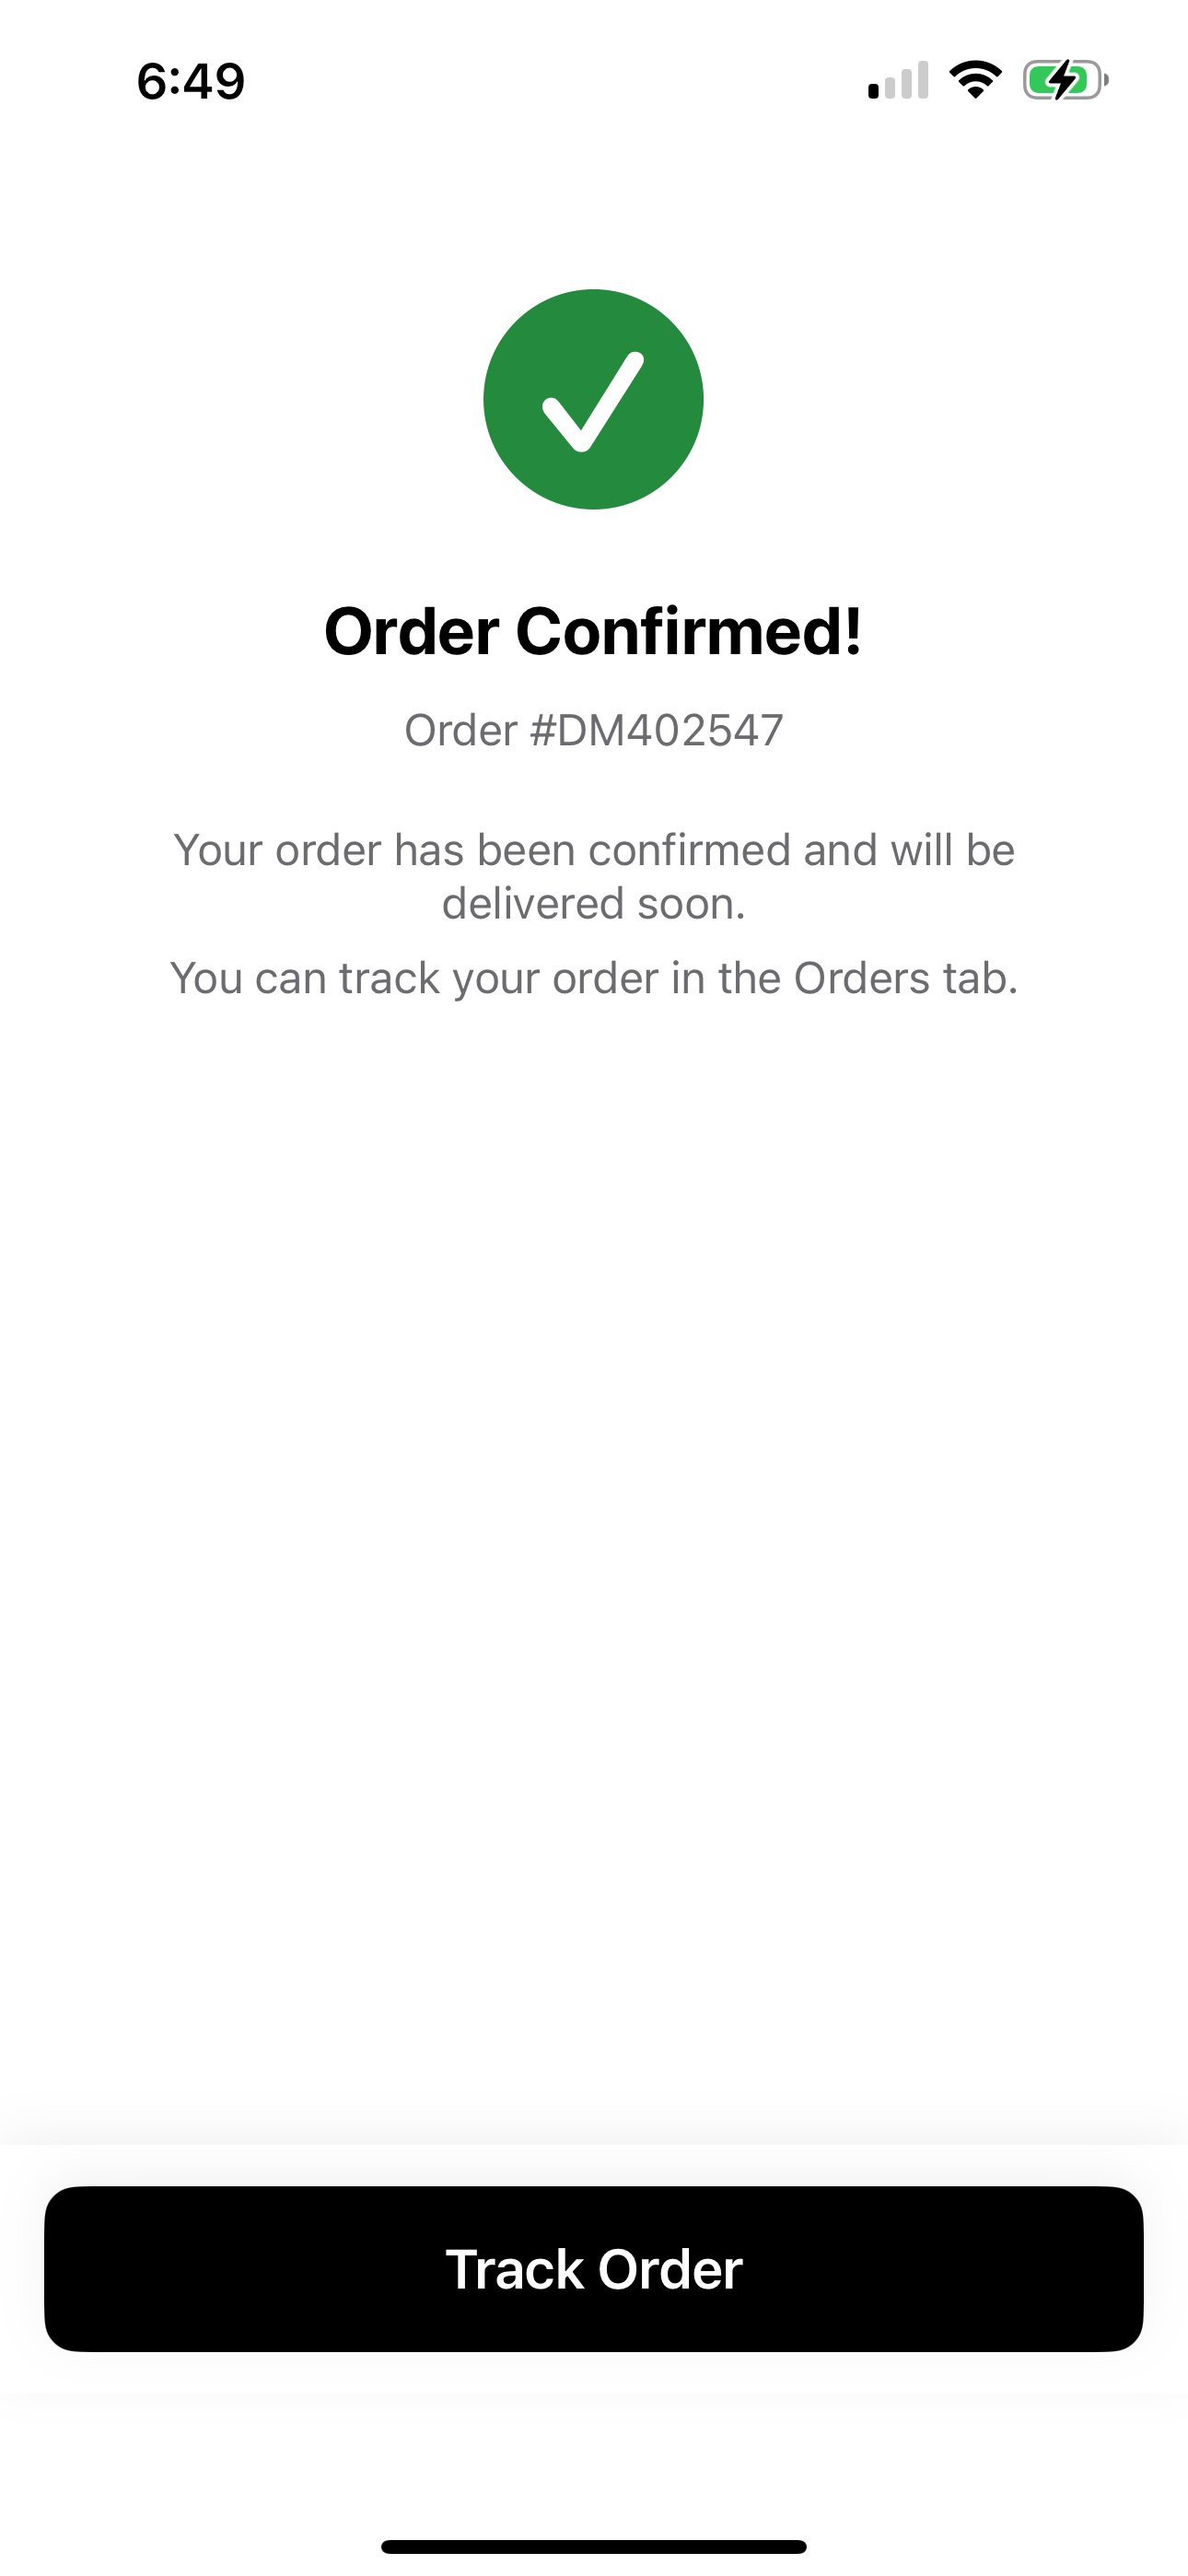 6:49
Order Confirmed!
Order #DM402547
Your order has been confirmed and will be
delivered soon.
You can track your order in the Orders tab.
Track Order